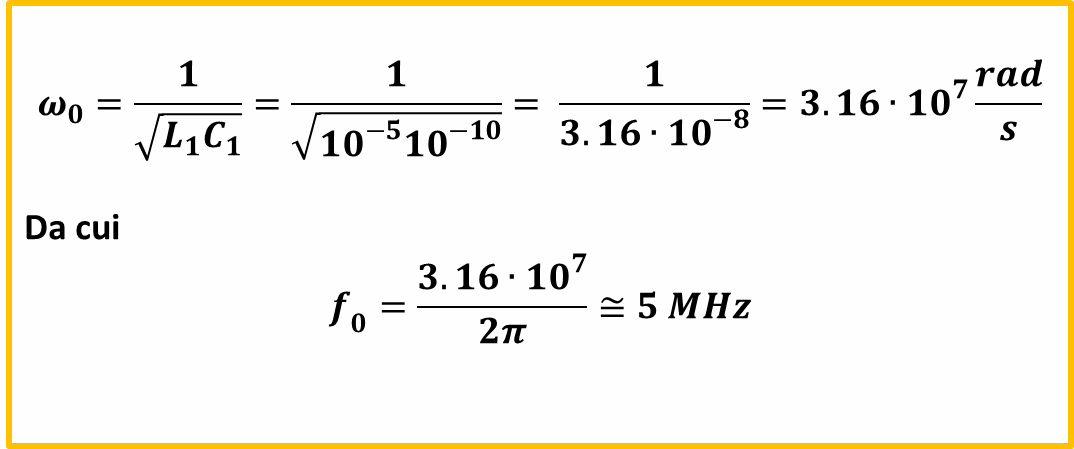 ω₀ = 1/√(L₁C₁) = 1/√(10⁻⁵10⁻¹⁰) = 1/(3.16 · 10⁻⁸) = 3.16 · 10⁷ rad/s
Da cui
f₀ = (3.16 · 10⁷)/(2π) ≅ 5 MHz